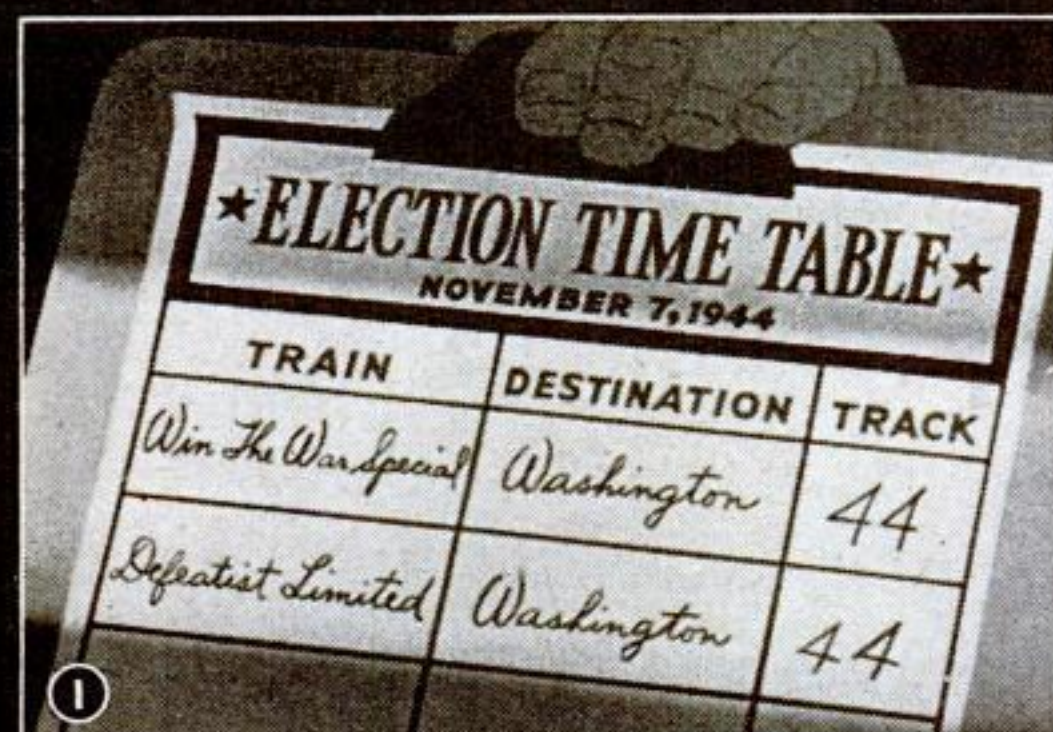 ★ELECTION TIME TABLE★
NOVEMBER 7, 1944
TRAIN DESTINATION TRACK
Win The War Special Washington 44
Defeatist Limited Washington 44
1